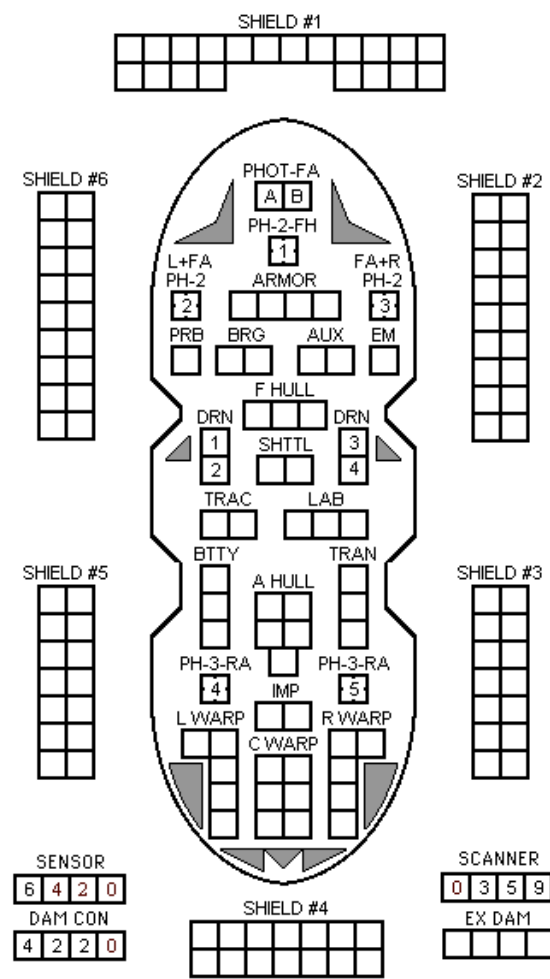 SHIELD #1
SHIELD #6
SHIELD #2
PHOT-FA
A B
PH-2-FH
1
L+FA
PH-2
2
ARMOR
FA+R
PH-2
3
PRB BRG AUX EM
F HULL
DRN
1
2
SHTTL
DRN
3
4
TRAC LAB
SHIELD #5
BTTY
A HULL
TRAN
SHIELD #3
PH-3-RA
4
PH-3-RA
5
IMP
L WARP
C WARP
R WARP
SENSOR
6 4 2 0
DAM CON
4 2 2 0
SHIELD #4
SCANNER
0 3 5 9
EX DAM